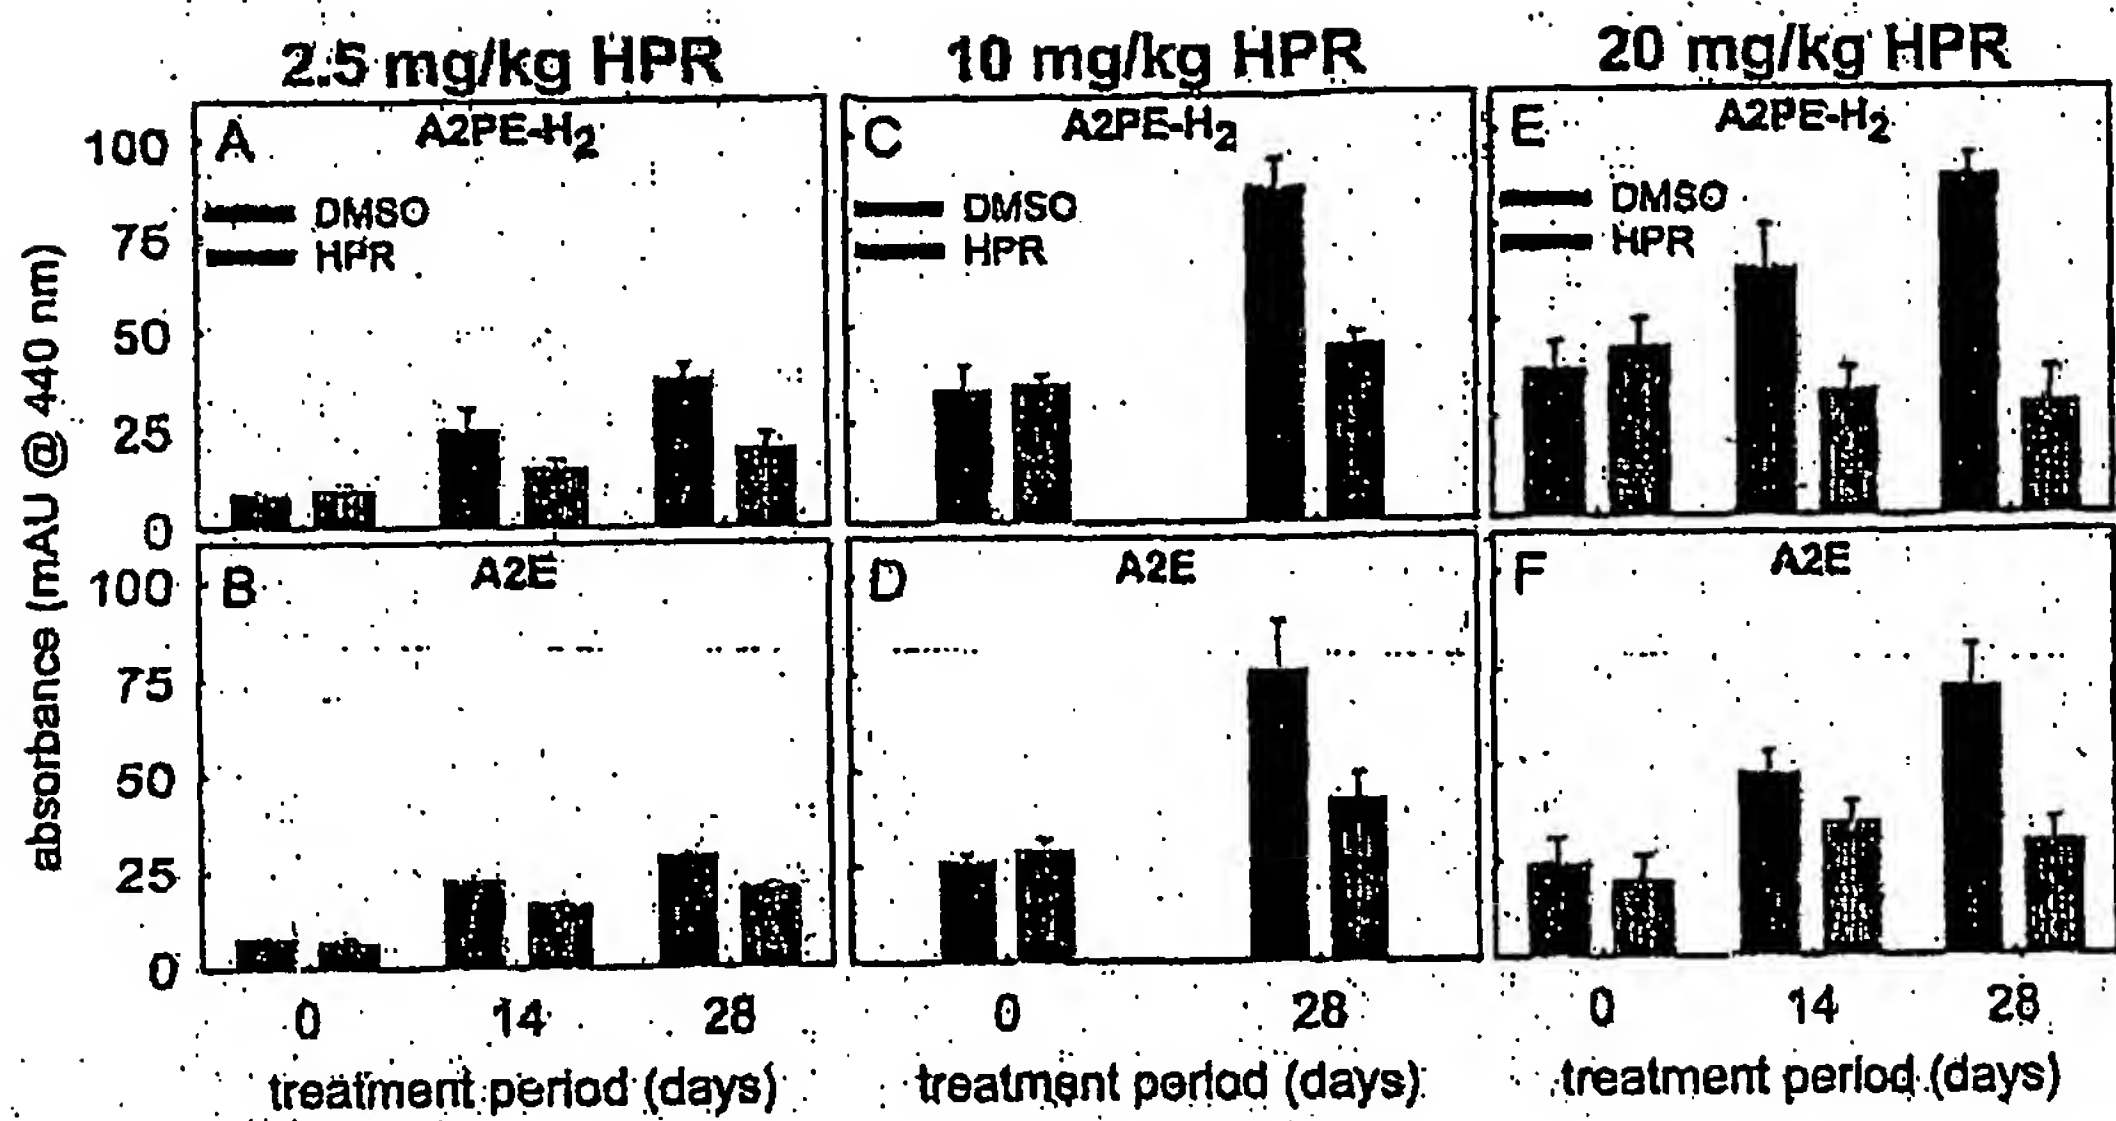 2.5 mg/kg HPR
10 mg/kg HPR
20 mg/kg HPR
absorbance (mAU @ 440 nm)
100
75
50
25
0
A
A2PE-H2
DMSO
HPR
C
A2PE-H2
DMSO
HPR
E
A2PE-H2
DMSO
HPR
100
75
50
25
0
B
A2E
D
A2E
F
A2E
0 14 28
0 28
0 14 28
treatment period (days)
treatment period (days)
treatment period (days)